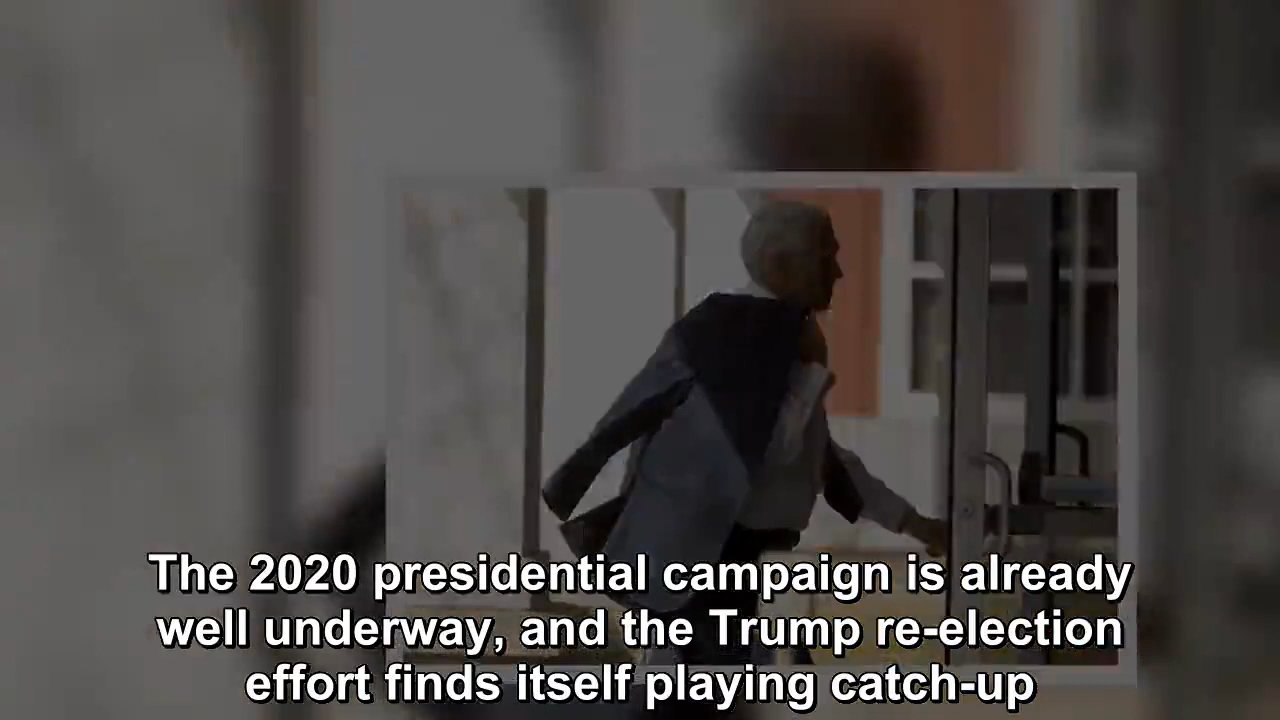 The 2020 presidential campaign is already
well underway, and the Trump re-election
effort finds itself playing catch-up